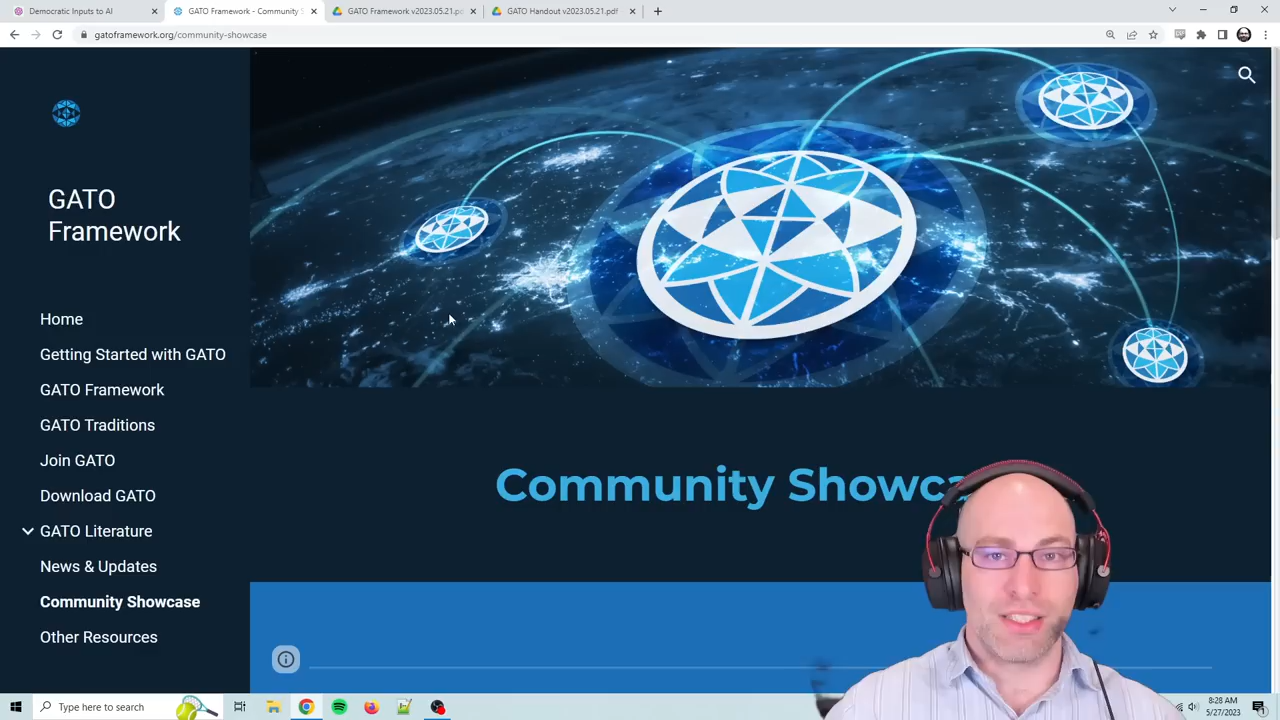 Democratic Inputs to AI
GATO Framework - Community S
GATO Framework v2023.05.21.p
GATO Handout v2023.05.21.pdf
gatoframework.org/community-showcase
GATO
Framework
Home
Getting Started with GATO
GATO Framework
GATO Traditions
Join GATO
Download GATO
GATO Literature
News & Updates
Community Showcase
Other Resources
Community Showca
Type here to search
8:28 AM
5/27/2023